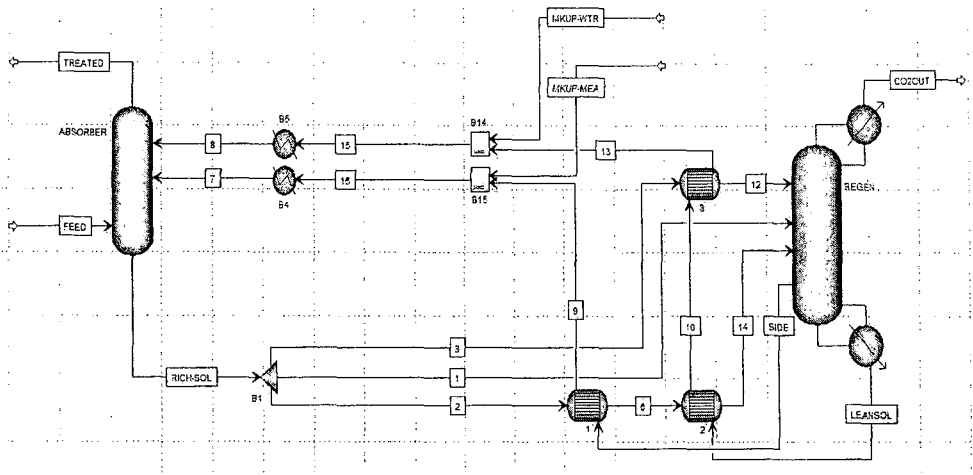 MKUP-WTR
TREATED
CO2OUT
MKUP-MEA
ABSORBER
B5
B14
8
15
13
7
16
B4
B15
3
12
REGEN
FEED
9
10
14
SIDE
3
1
RICH-SOL
B1
2
6
1
2
LEANSOL